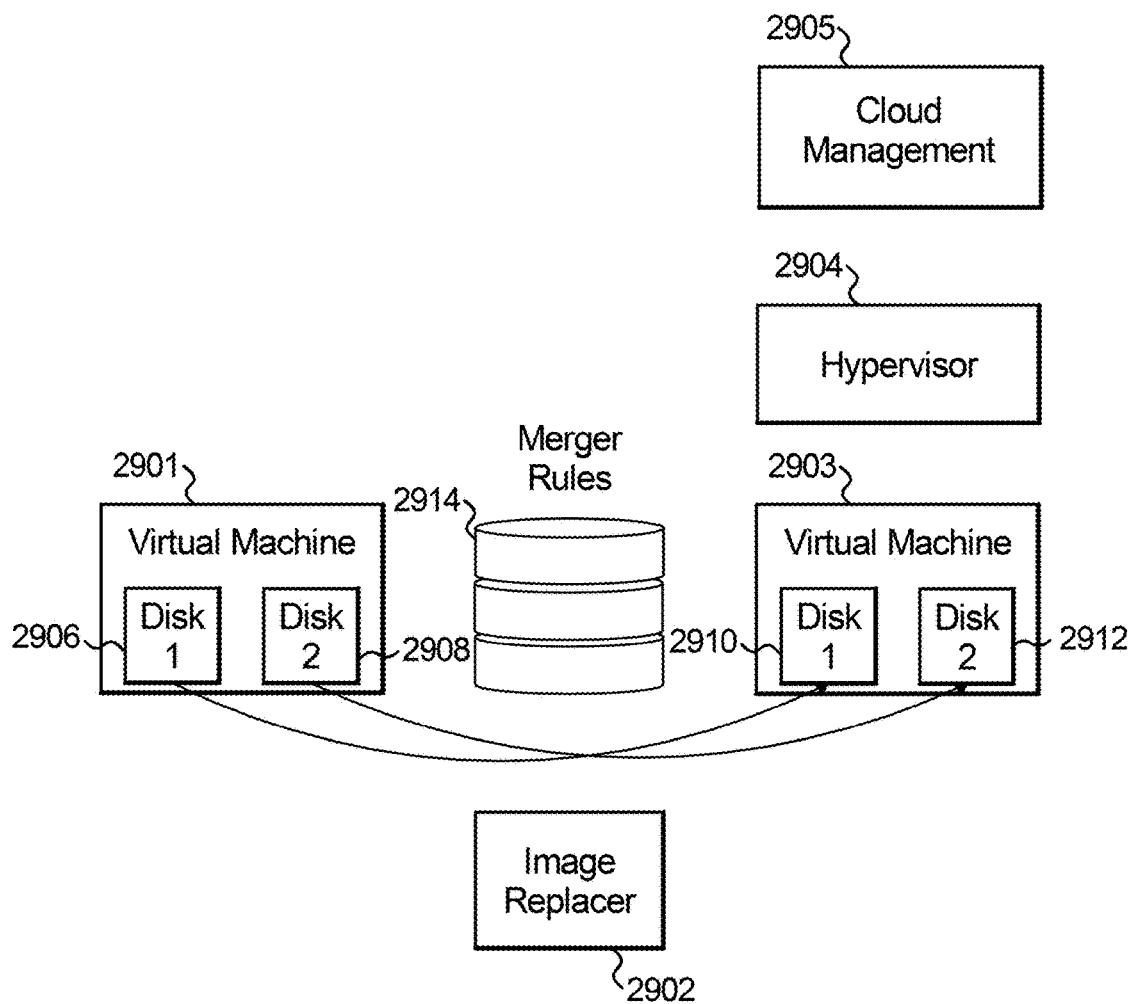 2905
Cloud
Management
2904
Hypervisor
Merger
Rules
2901
2914
2903
Virtual Machine
Virtual Machine
2906
Disk
1
Disk
2
2908
2910
Disk
1
Disk
2
2912
Image
Replacer
2902